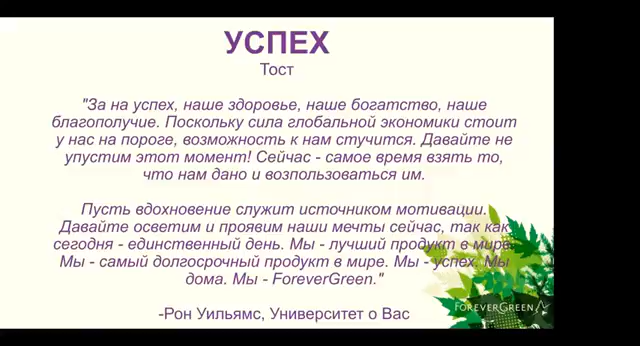 УСПЕХ
Тост
"За на успех, наше здоровье, наше богатство, наше
благополучие. Поскольку сила глобальной экономики стоит
у нас на пороге, возможность к нам стучится. Давайте не
упустим этот момент! Сейчас - самое время взять то,
что нам дано и возпользоваться им.
Пусть вдохновение служит источником мотивации.
Давайте осветим и проявим наши мечты сейчас, так как
сегодня - единственный день. Мы - лучший продукт в мире.
Мы - самый долгосрочный продукт в мире. Мы - успех. Мы
дома. Мы - ForeverGreen."
-Рон Уильямс, Университет о Вас
FOREVERGREEN